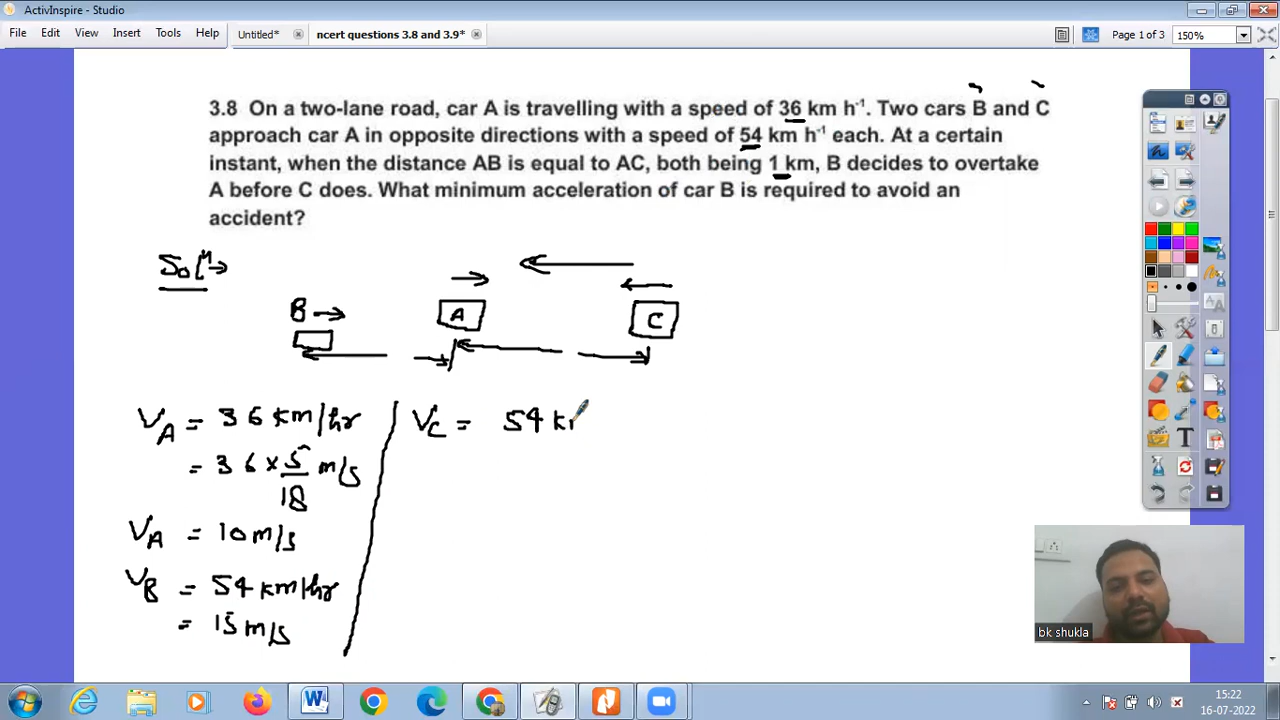 ActivInspire - Studio
File Edit View Insert Tools Help
Untitled* ncert questions 3.8 and 3.9* Page 1 of 3 150%
3.8 On a two-lane road, car A is travelling with a speed of 36 km h⁻¹. Two cars B and C
approach car A in opposite directions with a speed of 54 km h⁻¹ each. At a certain
instant, when the distance AB is equal to AC, both being 1 km, B decides to overtake
A before C does. What minimum acceleration of car B is required to avoid an
accident?
Solⁿ→
B→ A C
V_A = 36 km/hr
= 36 × 5/18 m/s
V_A = 10 m/s
V_B = 54 km/hr
= 15 m/s
V_C = 54 k
bk shukla
15:22
16-07-2022